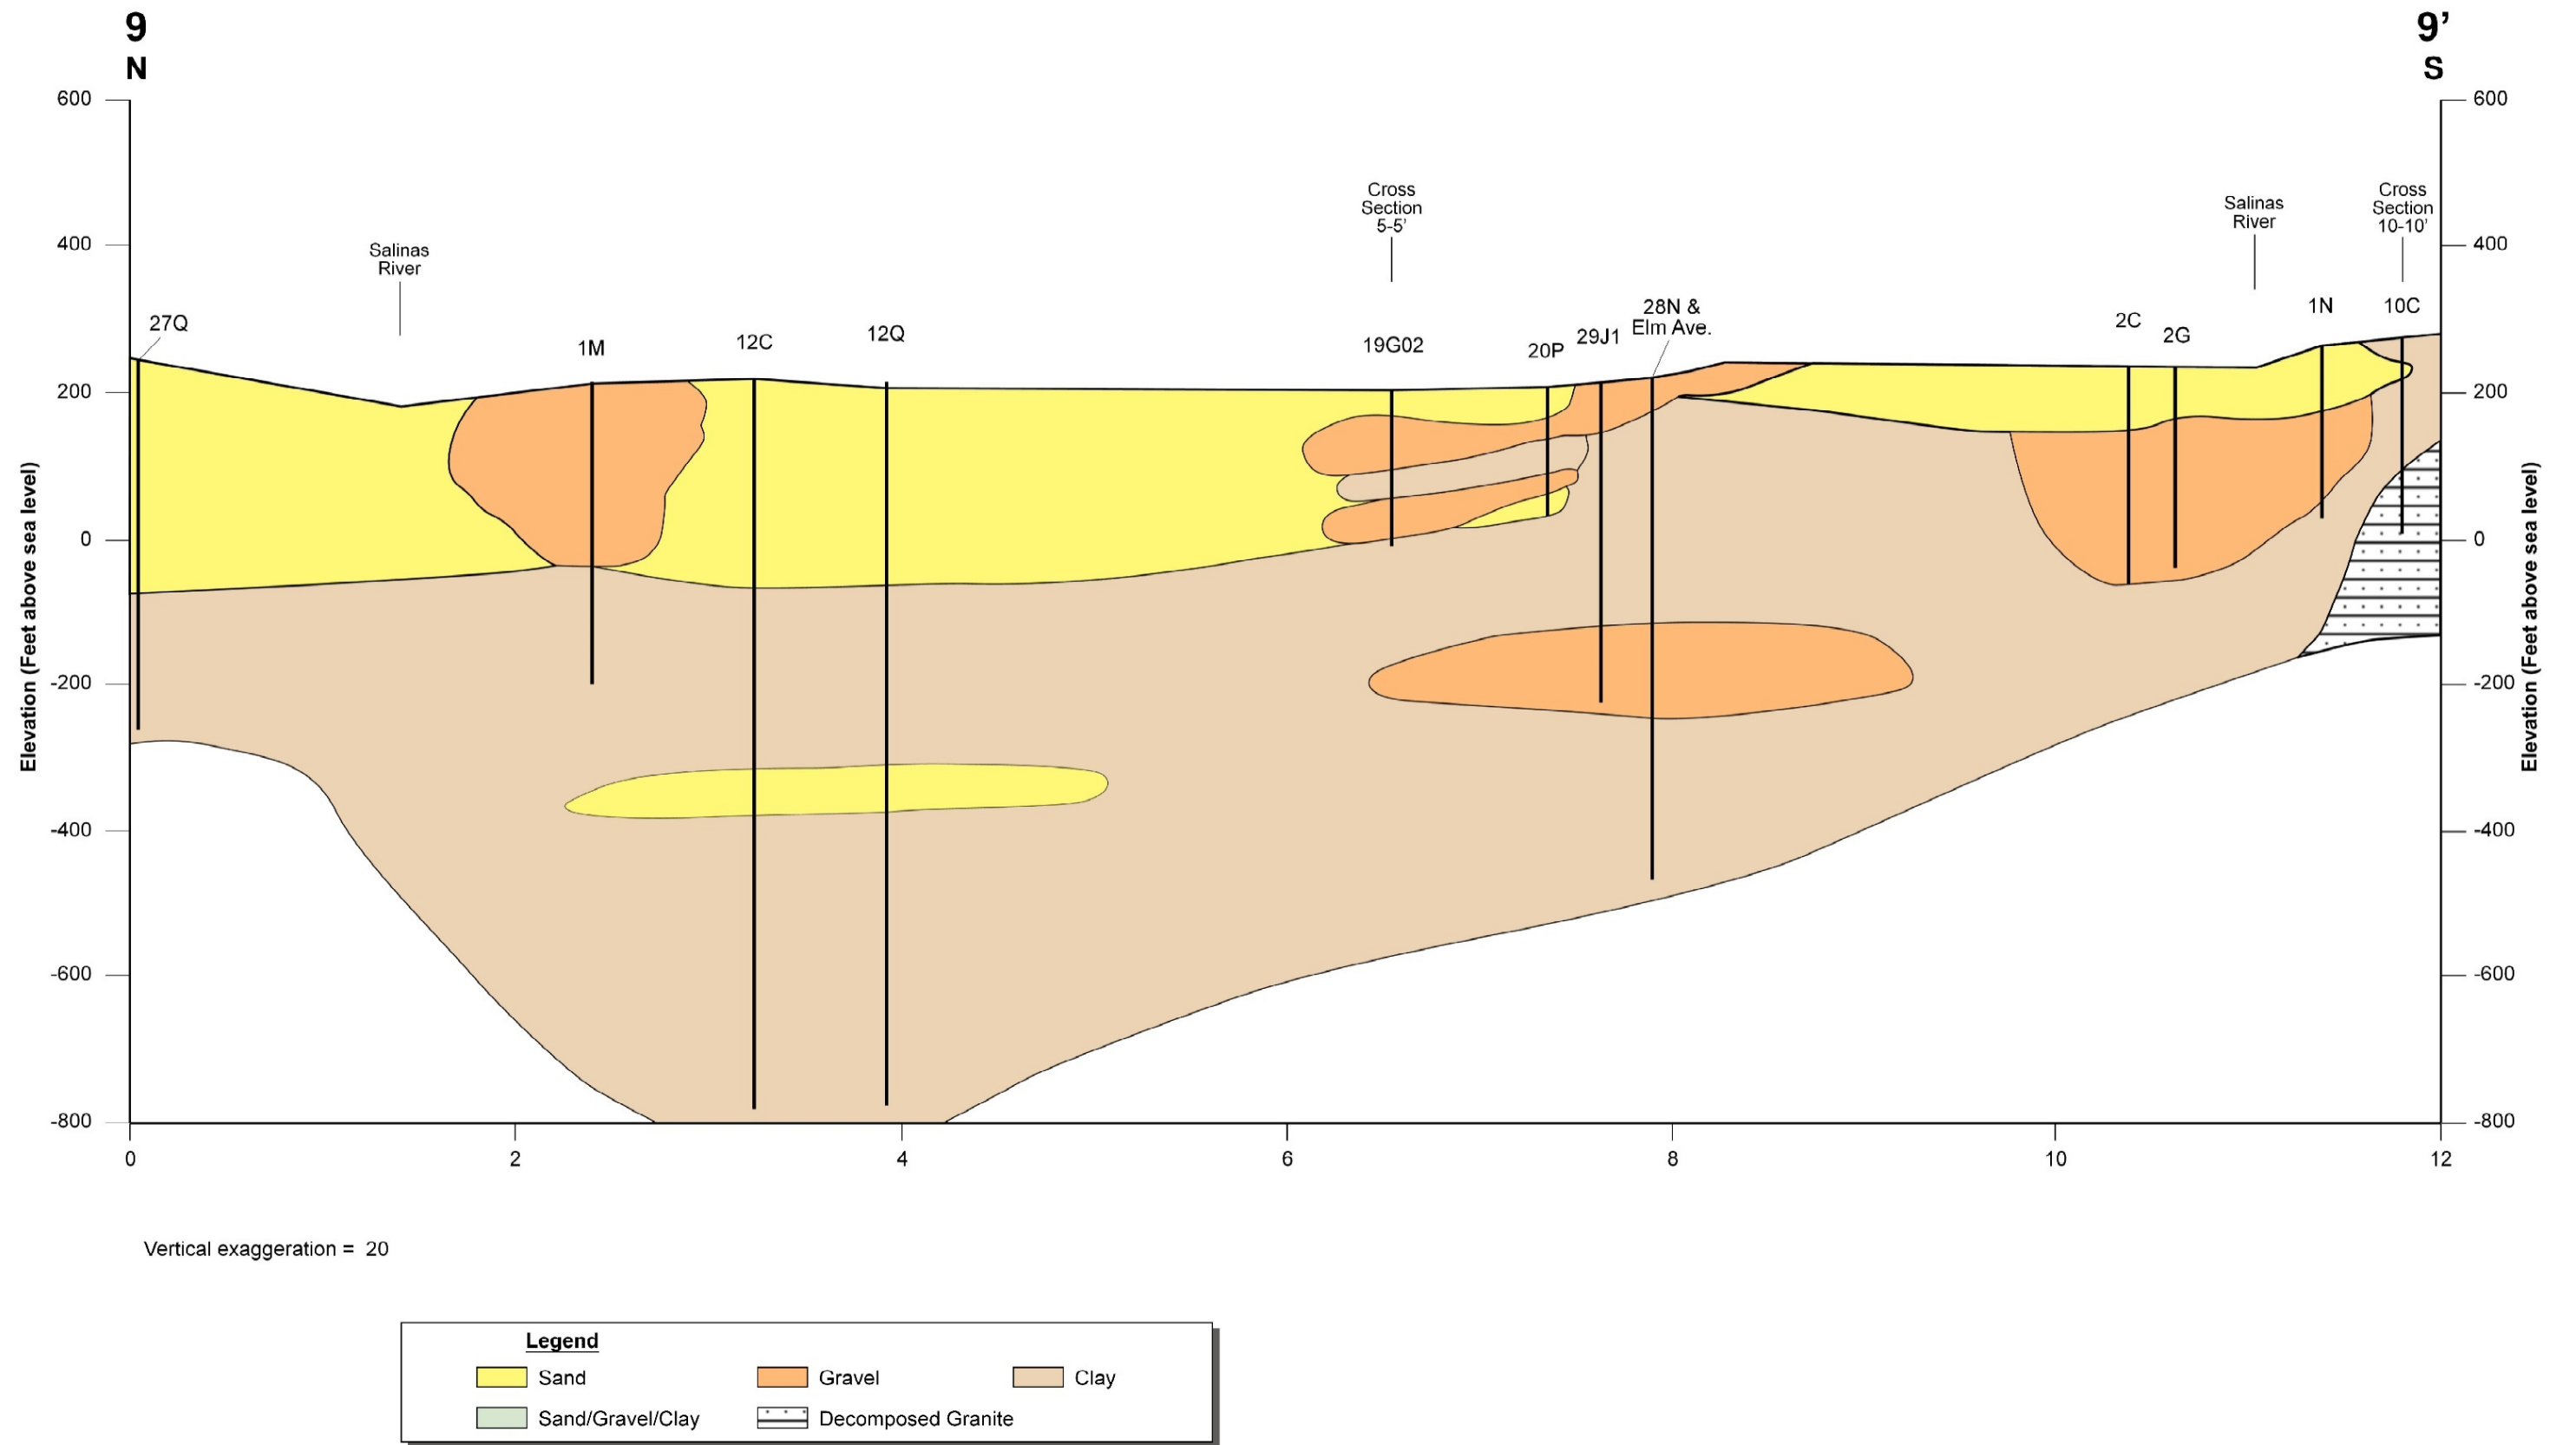 9
N
9’
S
600
400
200
0
-200
-400
-600
-800
Elevation (Feet above sea level)
27Q
Salinas
River
1M
12C
12Q
Cross
Section
5-5’
19G02
20P
29J1
28N &
Elm Ave.
2C
2G
Salinas
River
1N
Cross
Section
10-10’
10C
600
400
200
0
-200
-400
-600
-800
Elevation (Feet above sea level)
0
2
4
6
8
10
12
Vertical exaggeration = 20
Legend
Sand
Gravel
Clay
Sand/Gravel/Clay
Decomposed Granite